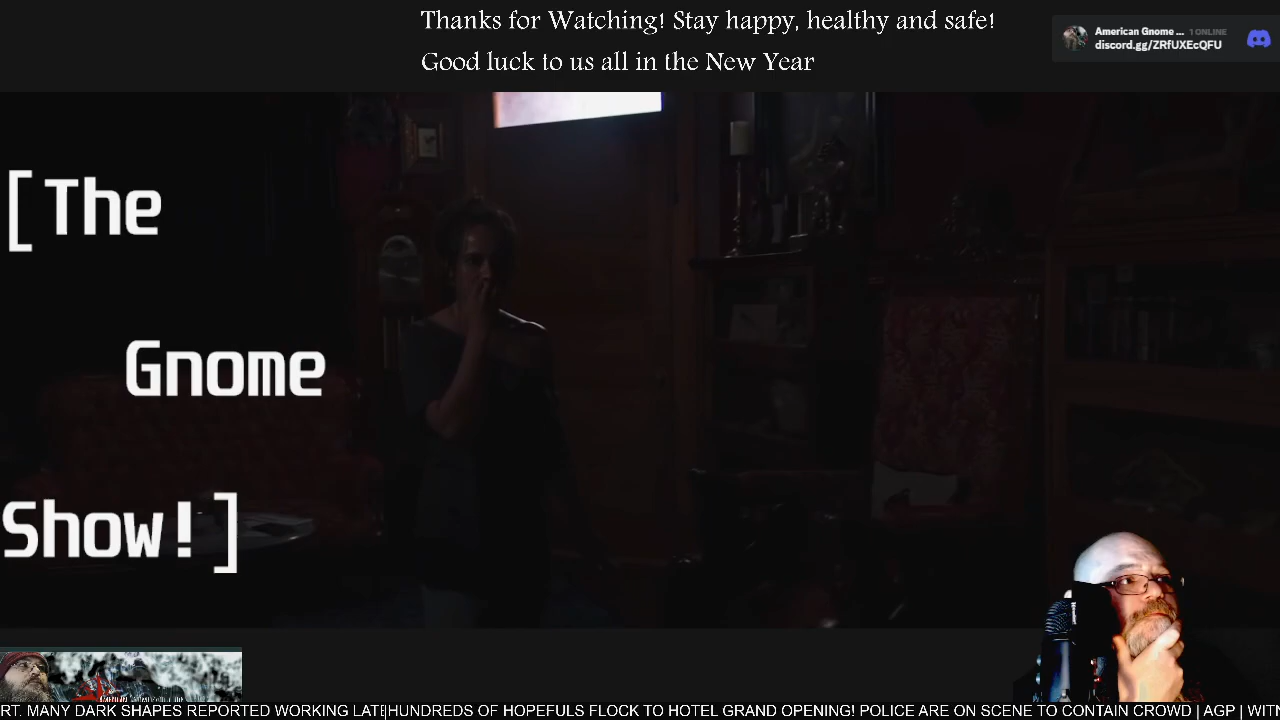 Thanks for Watching! Stay happy, healthy and safe!
Good luck to us all in the New Year
American Gnome ... 1 ONLINE
discord.gg/ZRfUXEcQFU
[The
Gnome
Show!]
RT. MANY DARK SHAPES REPORTED WORKING LATE
HUNDREDS OF HOPEFULS FLOCK TO HOTEL GRAND OPENING! POLICE ARE ON SCENE TO CONTAIN CROWD | AGP | WITN